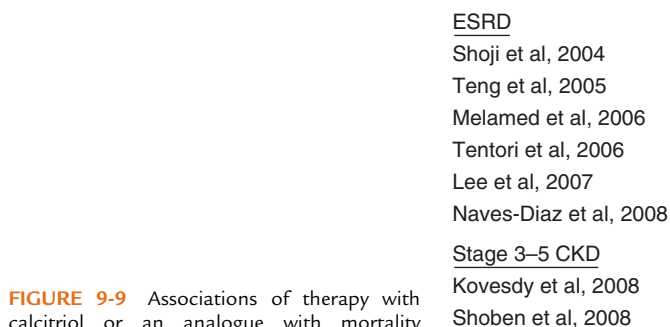 ESRD
Shoji et al, 2004
Teng et al, 2005
Melamed et al, 2006
Tentori et al, 2006
Lee et al, 2007
Naves-Diaz et al, 2008
Stage 3–5 CKD
Kovesdy et al, 2008
Shoben et al, 2008
FIGURE 9-9 Associations of therapy with
calcitriol or an analogue with mortality